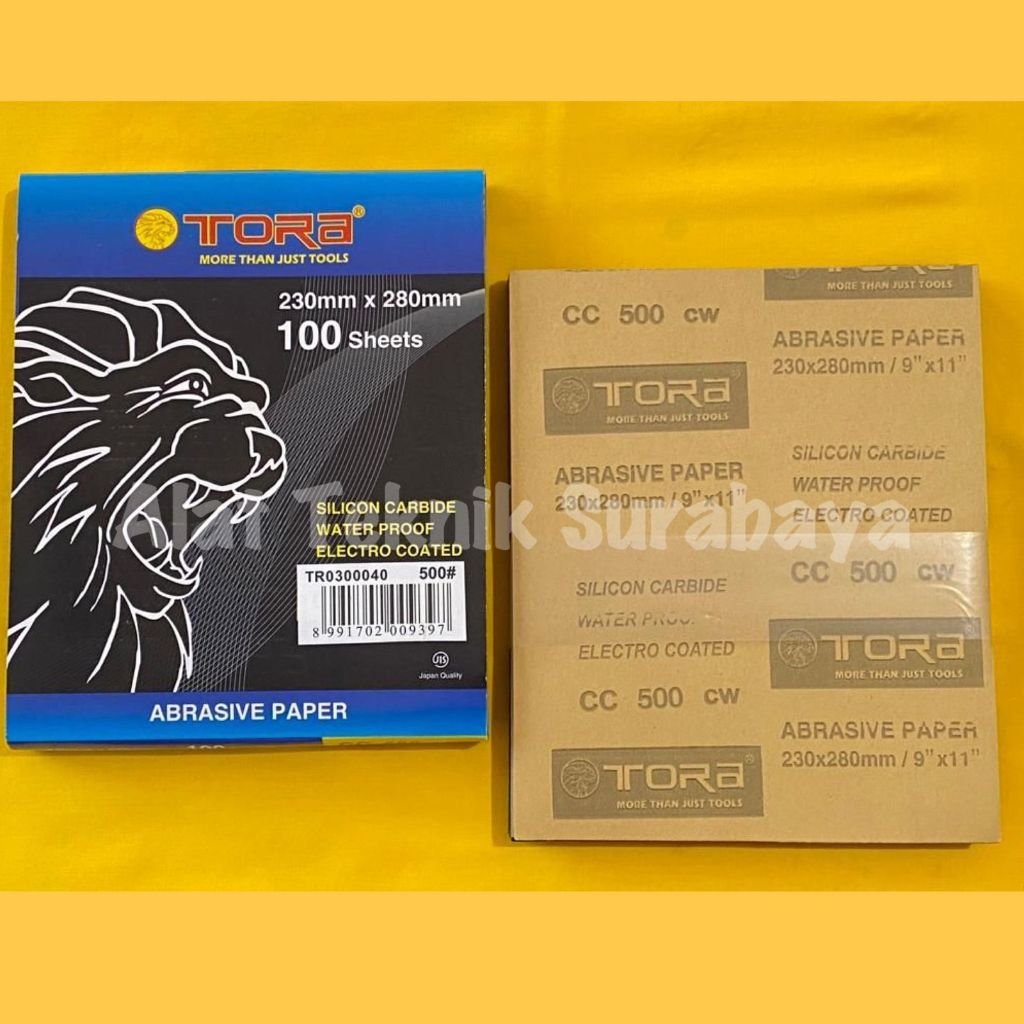 TORa®
MORE THAN JUST TOOLS
230mm x 280mm
100 Sheets
SILICON CARBIDE
WATER PROOF
ELECTRO COATED
TR0300040 500#
8 991702 009397
JIS
Japan Quality
ABRASIVE PAPER
100
TORa
MORE THAN JUST TOOLS
CC 500 CW
ABRASIVE PAPER
230x280mm / 9"x11"
TORa
MORE THAN JUST TOOLS
SILICON CARBIDE
WATER PROOF
ELECTRO COATED
ABRASIVE PAPER
230x280mm / 9"x11"
CC 500 CW
SILICON CARBIDE
WATER PROOF
ELECTRO COATED
TORa
MORE THAN JUST TOOLS
CC 500 CW
ABRASIVE PAPER
230x280mm / 9"x11"
TORa
MORE THAN JUST TOOLS
Alat Teknik Surabaya